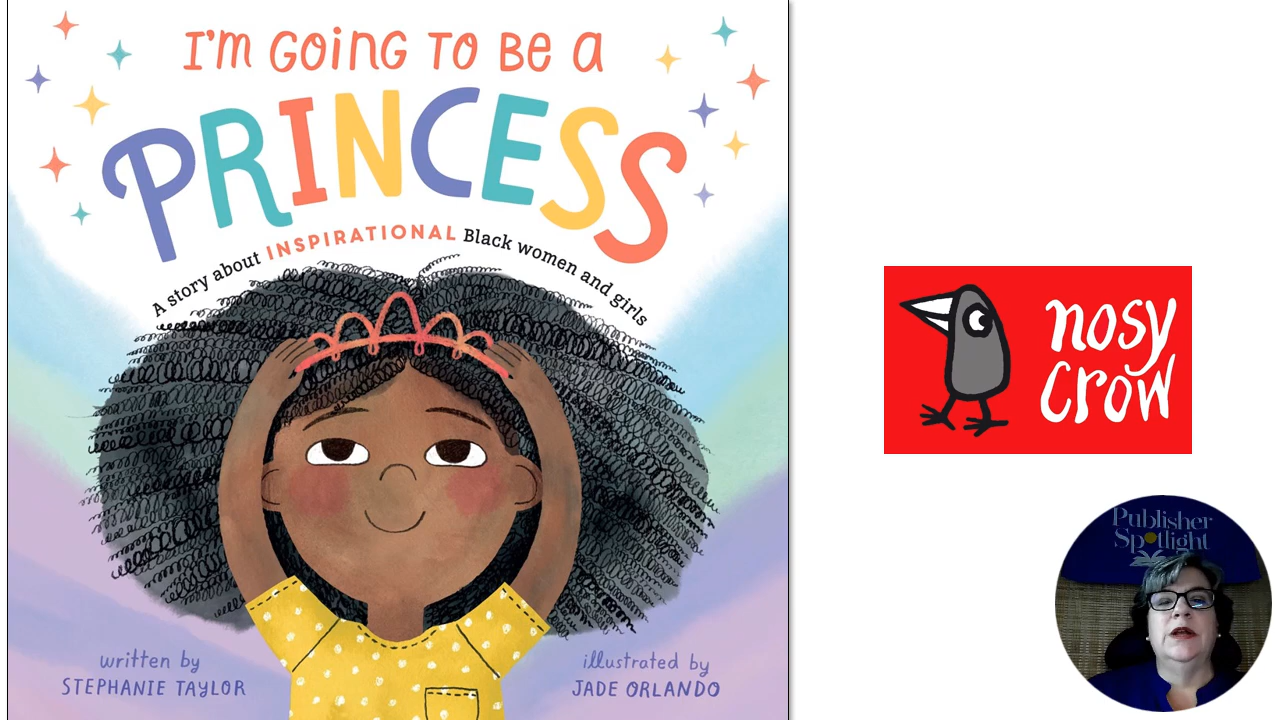 I'm GOING TO BE A
PRINCESS
A story about INSPIRATIONAL Black women and girls
written by
STEPHANIE TAYLOR
illustrated by
JADE ORLANDO
nosy
crow
Publisher
Spotlight